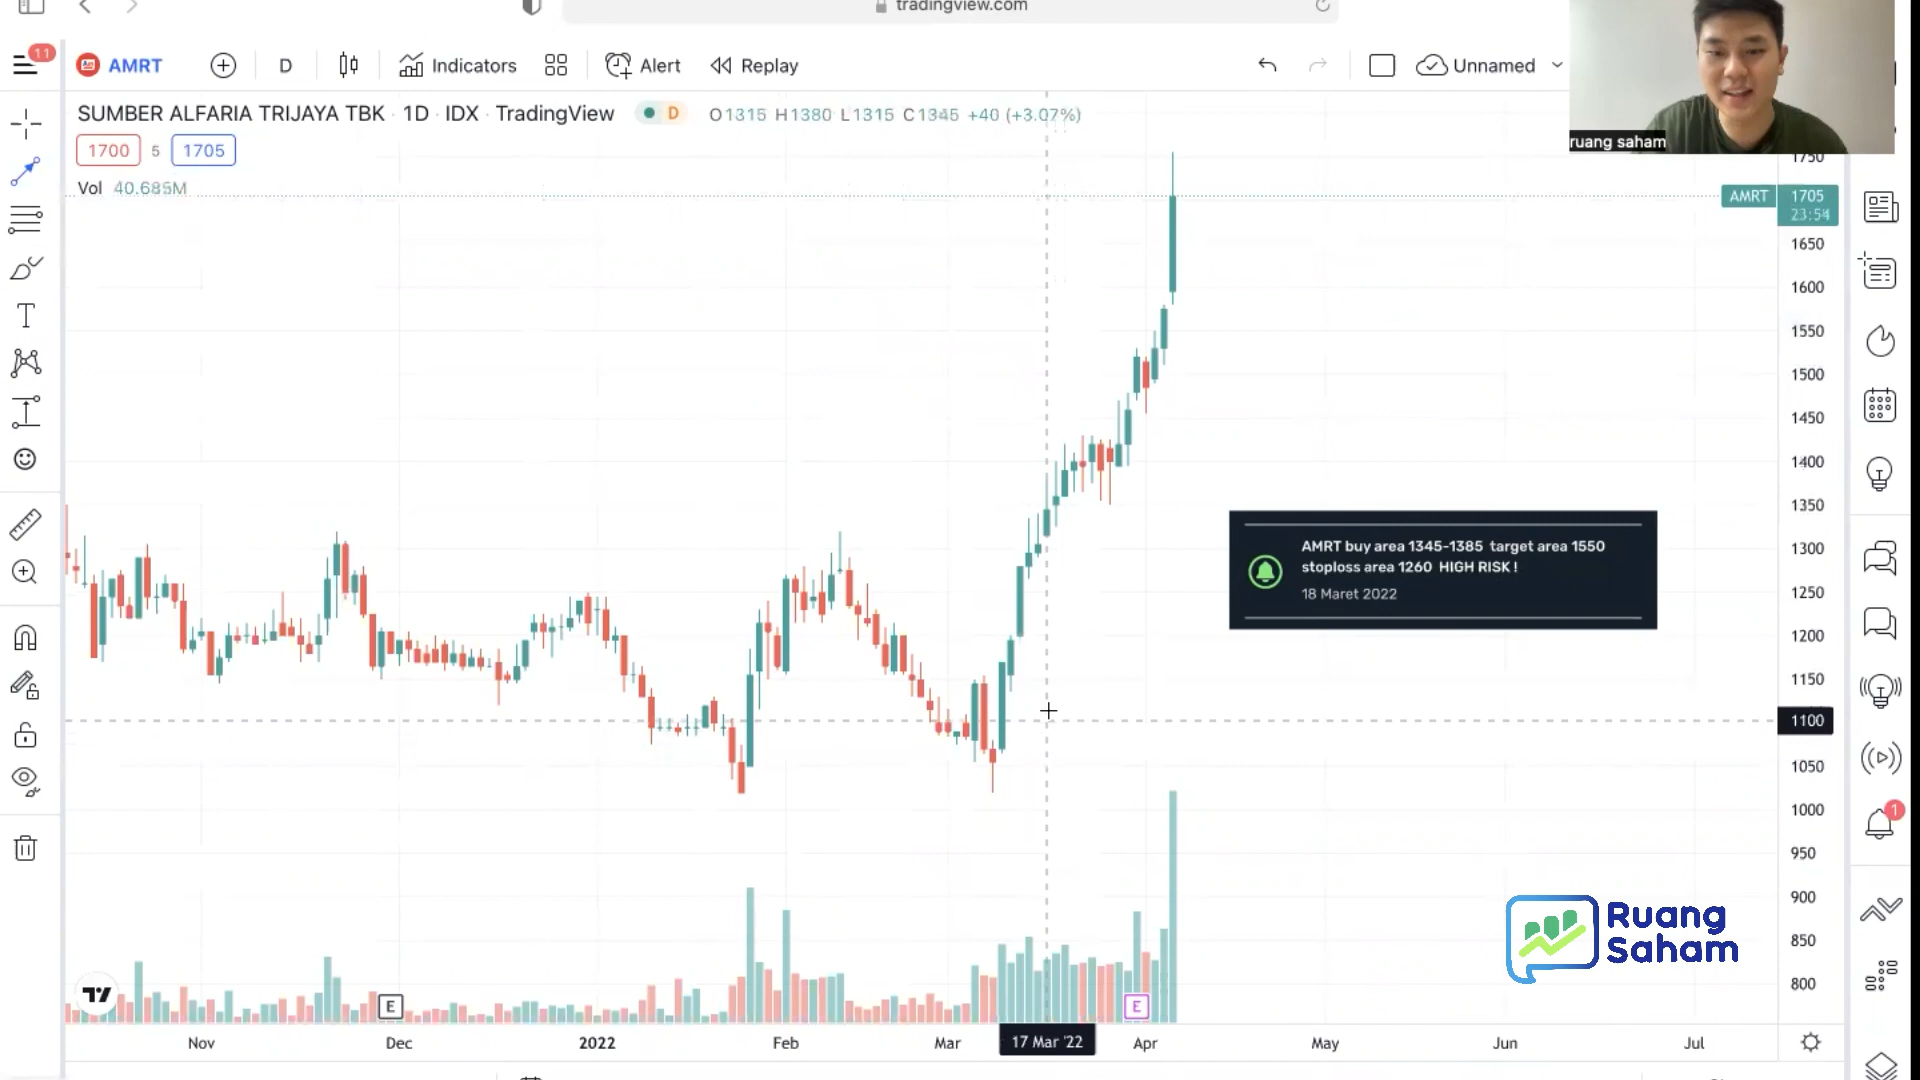 tradingview.com
11
AMRT
D
Indicators
Alert
Replay
Unnamed
SUMBER ALFARIA TRIJAYA TBK · 1D · IDX · TradingView
D
O1315 H1380 L1315 C1345 +40 (+3.07%)
1700
5
1705
Vol 40.685M
ruang saham
1750
AMRT
1705
23:54
1650
1600
1550
1500
1450
1400
1350
1300
1250
1200
1150
1100
1050
1000
950
900
850
800
AMRT buy area 1345-1385 target area 1550
stoploss area 1260 HIGH RISK !
18 Maret 2022
1
Ruang
Saham
E
E
Nov
Dec
2022
Feb
Mar
17 Mar '22
Apr
May
Jun
Jul